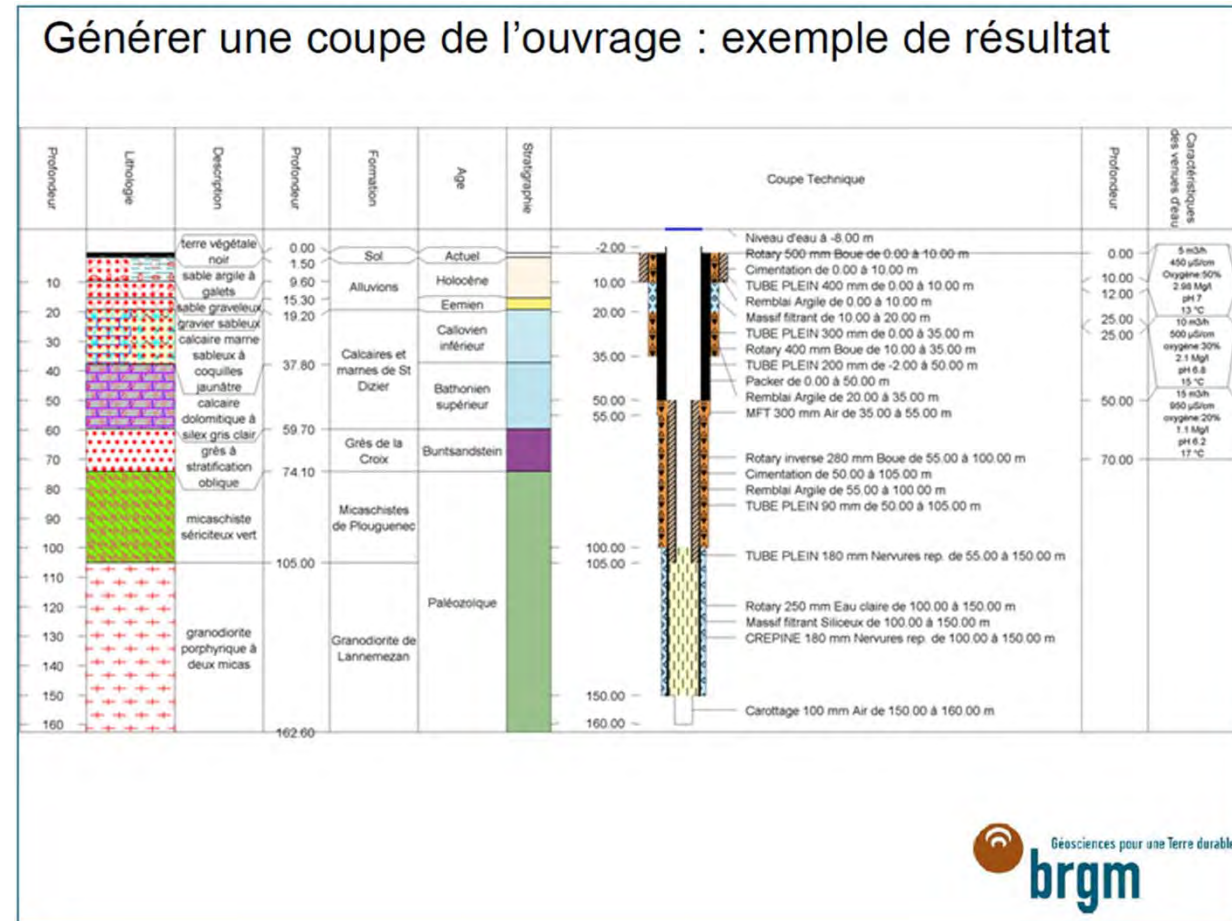 Générer une coupe de l'ouvrage : exemple de résultat
Profondeur
Lithologie
Description
Profondeur
Formation
Age
Stratigraphie
Coupe Technique
Profondeur
Caractéristiques
des venues d'eau
10
20
30
40
50
60
70
80
90
100
110
120
130
140
150
160
terre végétale
noir
sable argile à
galets
sable graveleux
gravier sableux
calcaire marne
sableux à
coquilles
jaunâtre
calcaire
dolomitique à
silex gris clair
grès à
stratification
oblique
micaschiste
sériciteux vert
granodiorite
porphyrique à
deux micas
0.00
1.50
9.60
15.30
19.20
37.80
59.70
74.10
105.00
162.60
Sol
Alluvions
Calcaires et
marnes de St
Dizier
Grès de la
Croix
Micaschistes
de Plouguenec
Granodiorite de
Lannemezan
Actuel
Holocène
Eemien
Callovien
inférieur
Bathonien
supérieur
Buntsandstein
Paléozoïque
-2.00
10.00
20.00
35.00
50.00
55.00
100.00
105.00
150.00
160.00
Niveau d'eau à -8.00 m
Rotary 500 mm Boue de 0.00 à 10.00 m
Cimentation de 0.00 à 10.00 m
TUBE PLEIN 400 mm de 0.00 à 10.00 m
Remblai Argile de 0.00 à 10.00 m
Massif filtrant de 10.00 à 20.00 m
TUBE PLEIN 300 mm de 0.00 à 35.00 m
Rotary 400 mm Boue de 10.00 à 35.00 m
TUBE PLEIN 200 mm de -2.00 à 50.00 m
Packer de 0.00 à 50.00 m
Remblai Argile de 20.00 à 35.00 m
MFT 300 mm Air de 35.00 à 55.00 m
Rotary inverse 280 mm Boue de 55.00 à 100.00 m
Cimentation de 50.00 à 105.00 m
Remblai Argile de 55.00 à 100.00 m
TUBE PLEIN 90 mm de 50.00 à 105.00 m
TUBE PLEIN 180 mm Nervures rep. de 55.00 à 150.00 m
Rotary 250 mm Eau claire de 100.00 à 150.00 m
Massif filtrant Siliceux de 100.00 à 150.00 m
CREPINE 180 mm Nervures rep. de 100.00 à 150.00 m
Carottage 100 mm Air de 150.00 à 160.00 m
0.00
10.00
12.00
25.00
25.00
50.00
70.00
5 m3/h
450 µS/cm
Oxygène:50%
2.98 Mg/l
pH 7
13 °C
10 m3/h
500 µS/cm
oxygène:30%
2.1 Mg/l
pH 6.8
15 °C
15 m3/h
950 µS/cm
oxygène:20%
1.1 Mg/l
pH 6.2
17 °C
Géosciences pour une Terre durable
brgm